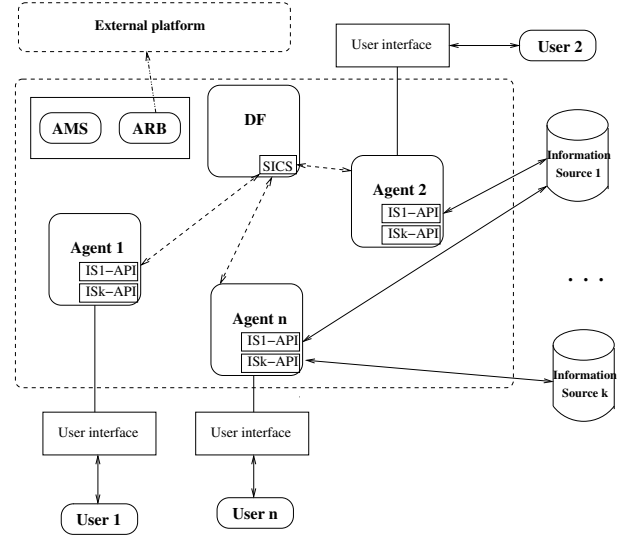 External platform
User interface
User 2
AMS
ARB
DF
SICS
Information
Source 1
Agent 2
IS1-API
ISk-API
Agent 1
IS1-API
ISk-API
. . .
Agent n
IS1-API
ISk-API
Information
Source k
User interface
User interface
User 1
User n